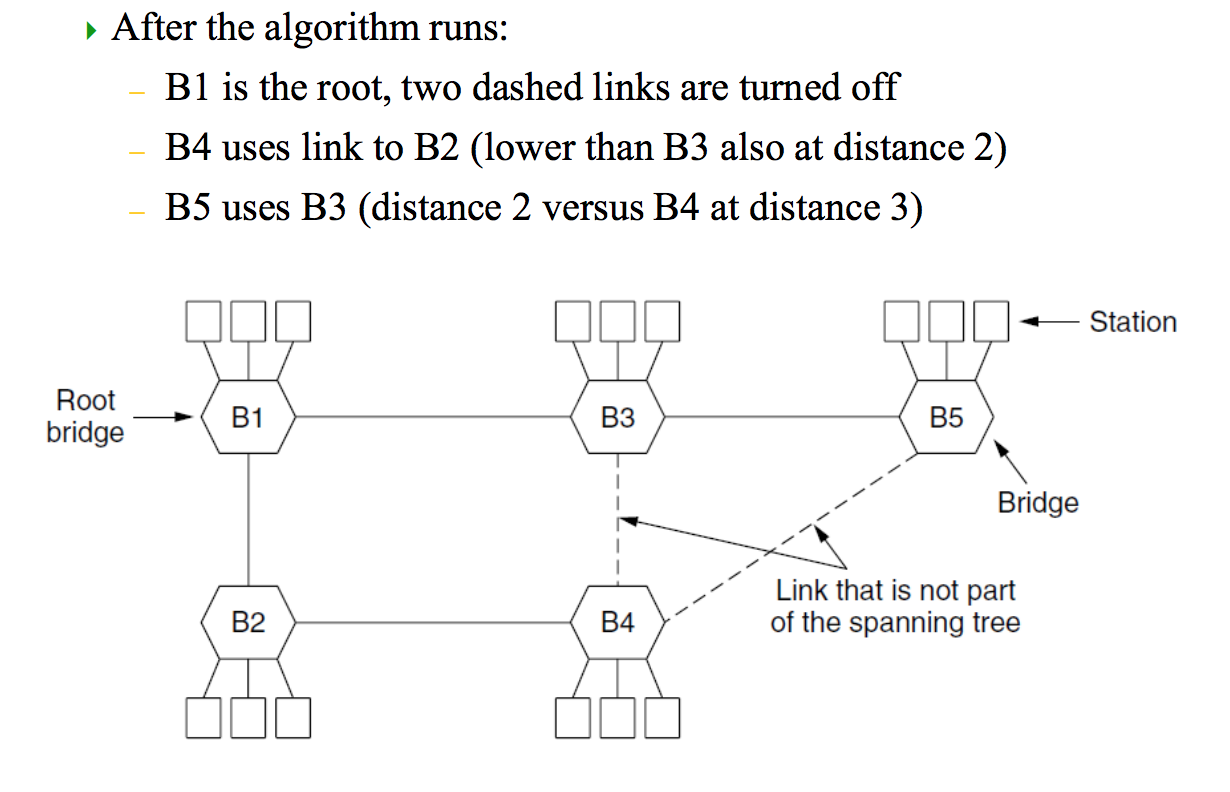 After the algorithm runs:
– B1 is the root, two dashed links are turned off
– B4 uses link to B2 (lower than B3 also at distance 2)
– B5 uses B3 (distance 2 versus B4 at distance 3)
Station
Root
bridge
B1
B3
B5
Bridge
Link that is not part
of the spanning tree
B2
B4